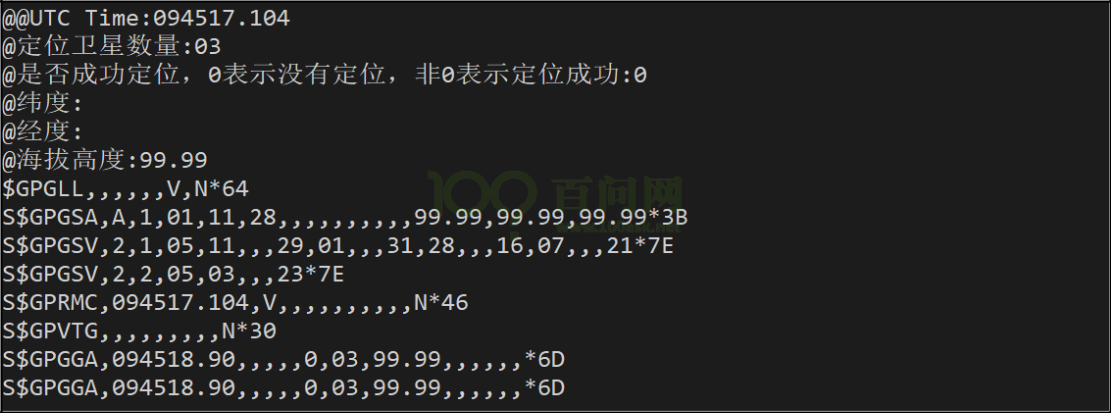 @@UTC Time:094517.104
@定位卫星数量:03
@是否成功定位，0表示没有定位，非0表示定位成功:0
@纬度:
@经度:
@海拔高度:99.99
$GPGLL,,,,,,V,N*64
S$GPGSA,A,1,01,11,28,,,,,,,,,,99.99,99.99,99.99*3B
S$GPGSV,2,1,05,11,,,29,01,,,31,28,,,16,07,,,21*7E
S$GPGSV,2,2,05,03,,,23*7E
S$GPRMC,094517.104,V,,,,,,,,,,N*46
S$GPVTG,,,,,,,,,N*30
S$GPGGA,094518.90,,,,,0,03,99.99,,,,,,*6D
S$GPGGA,094518.90,,,,,0,03,99.99,,,,,,*6D
100 百问网